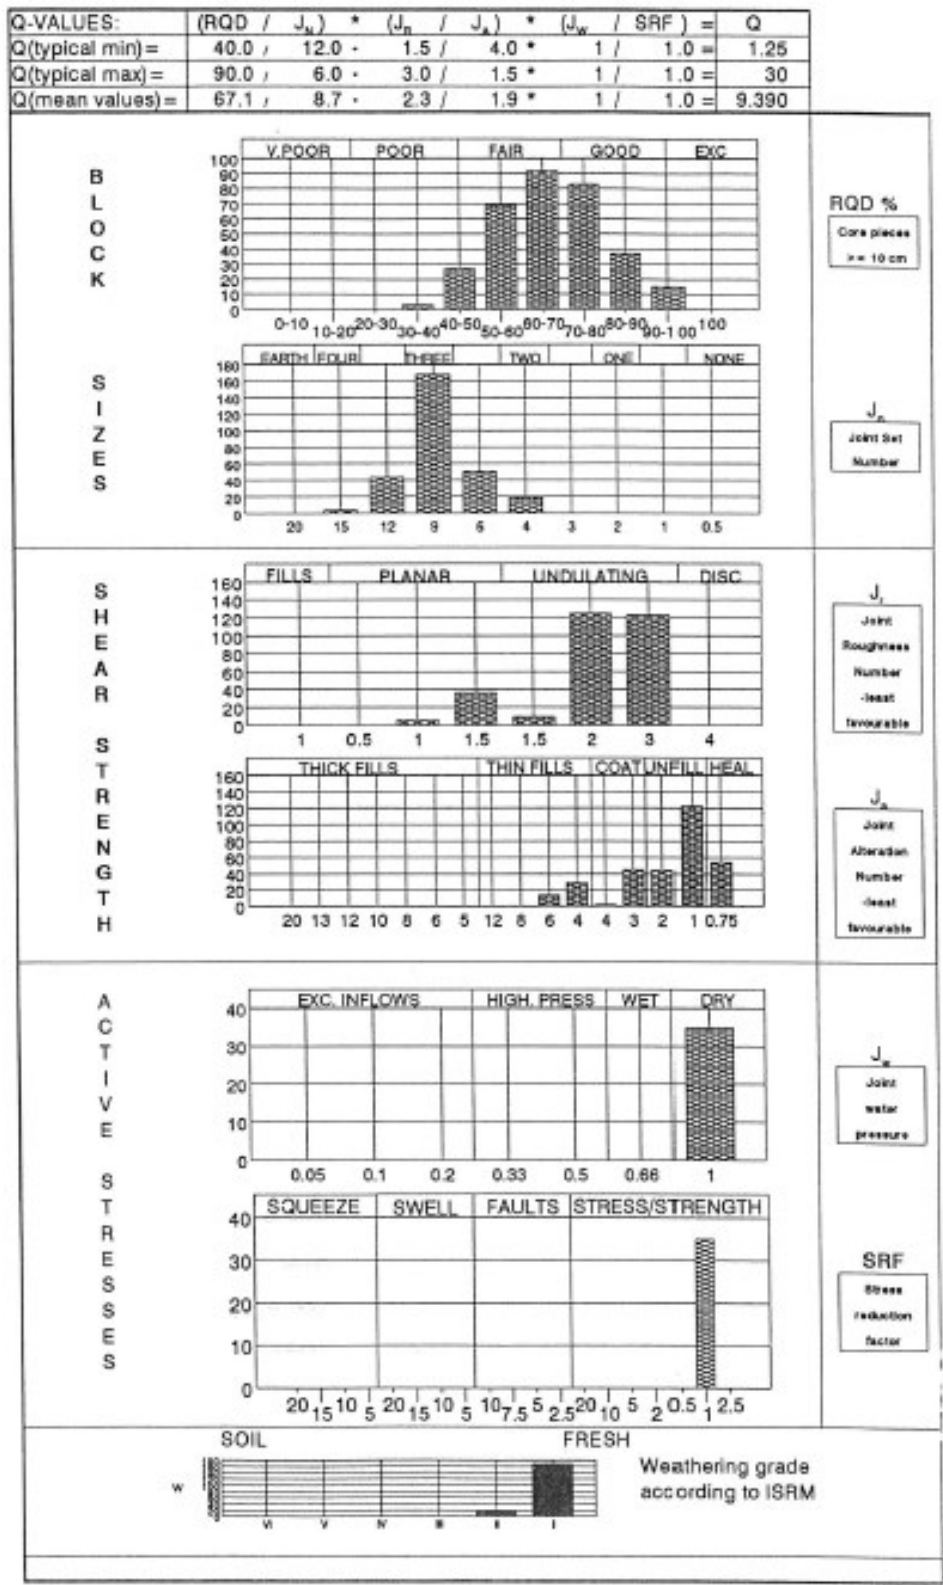 Q-VALUES: (RQD / J_N ) * (J_R / J_A ) * (J_W / SRF ) = Q
Q(typical min)= 40.0 / 12.0 * 1.5 / 4.0 * 1 / 1.0 = 1.25
Q(typical max)= 90.0 / 6.0 * 3.0 / 1.5 * 1 / 1.0 = 30
Q(mean values)= 67.1 / 8.7 * 2.3 / 1.9 * 1 / 1.0 = 9.390
BLOCK
V.POOR POOR FAIR GOOD EXC
100
90
80
70
60
50
40
30
20
10
0
0-10 10-20 20-30 30-40 40-50 50-60 60-70 70-80 80-90 90-100 100
RQD %
Core pieces
>= 10 cm
SIZES
EARTH FOUR THREE TWO ONE NONE
180
160
140
120
100
80
60
40
20
0
20 15 12 9 6 4 3 2 1 0.5
J_n
Joint Set
Number
SHEAR STRENGTH
FILLS PLANAR UNDULATING DISC
160
140
120
100
80
60
40
20
0
1 0.5 1 1.5 1.5 2 3 4
J_r
Joint
Roughness
Number
-least
favourable
THICK FILLS THIN FILLS COAT UNFILL HEAL
160
140
120
100
80
60
40
20
0
20 13 12 10 8 6 5 12 8 6 4 4 3 2 1 0.75
J_a
Joint
Alteration
Number
-least
favourable
ACTIVE STRESSES
EXC. INFLOWS HIGH. PRESS WET DRY
40
30
20
10
0
0.05 0.1 0.2 0.33 0.5 0.66 1
J_w
Joint
water
pressure
SQUEEZE SWELL FAULTS STRESS/STRENGTH
40
30
20
10
0
20 15 10 5 20 15 10 5 10 7.5 5 2.5 20 10 5 2 0.5 1 2.5
SRF
Stress
reduction
factor
SOIL FRESH
W
VI V IV III II I
Weathering grade
according to ISRM